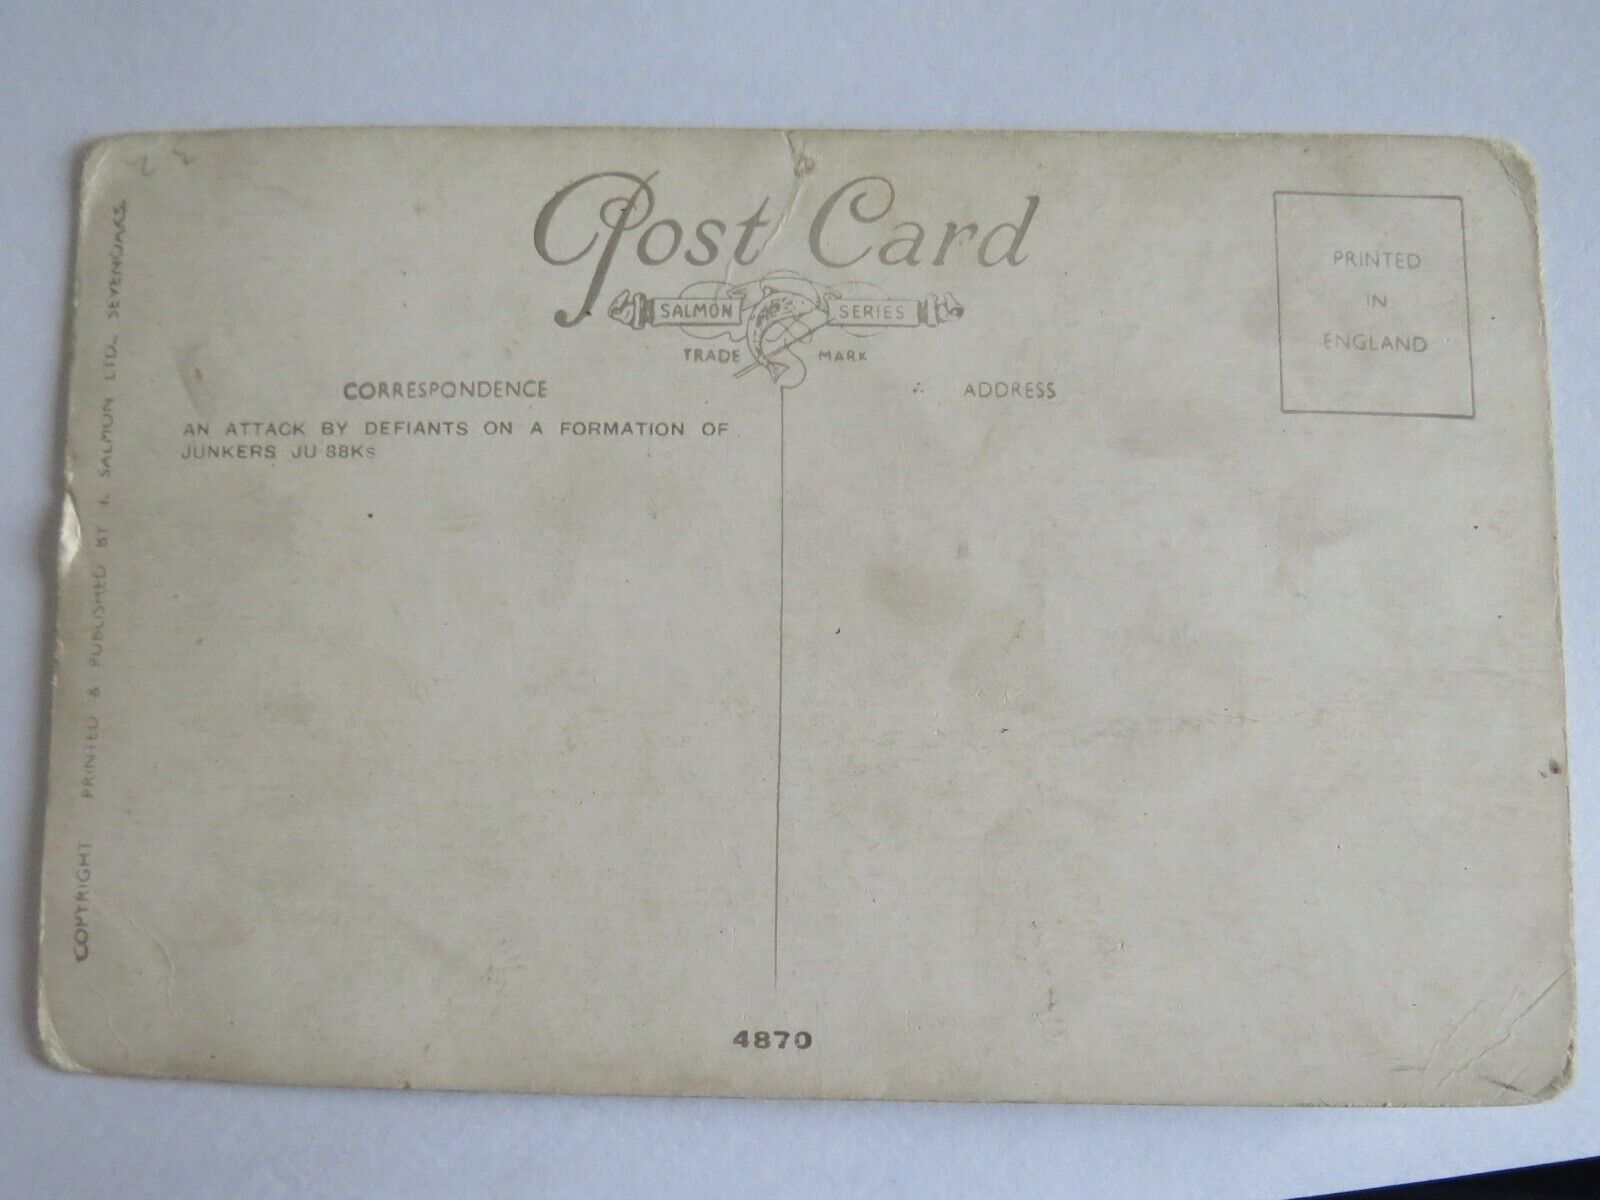 Post Card
SALMON SERIES
TRADE MARK
PRINTED
IN
ENGLAND
CORRESPONDENCE
ADDRESS
AN ATTACK BY DEFIANTS ON A FORMATION OF
JUNKERS JU 88Ks
COPYRIGHT PRINTED & PUBLISHED BY J. SALMON LTD. SEVENOAKS.
4870